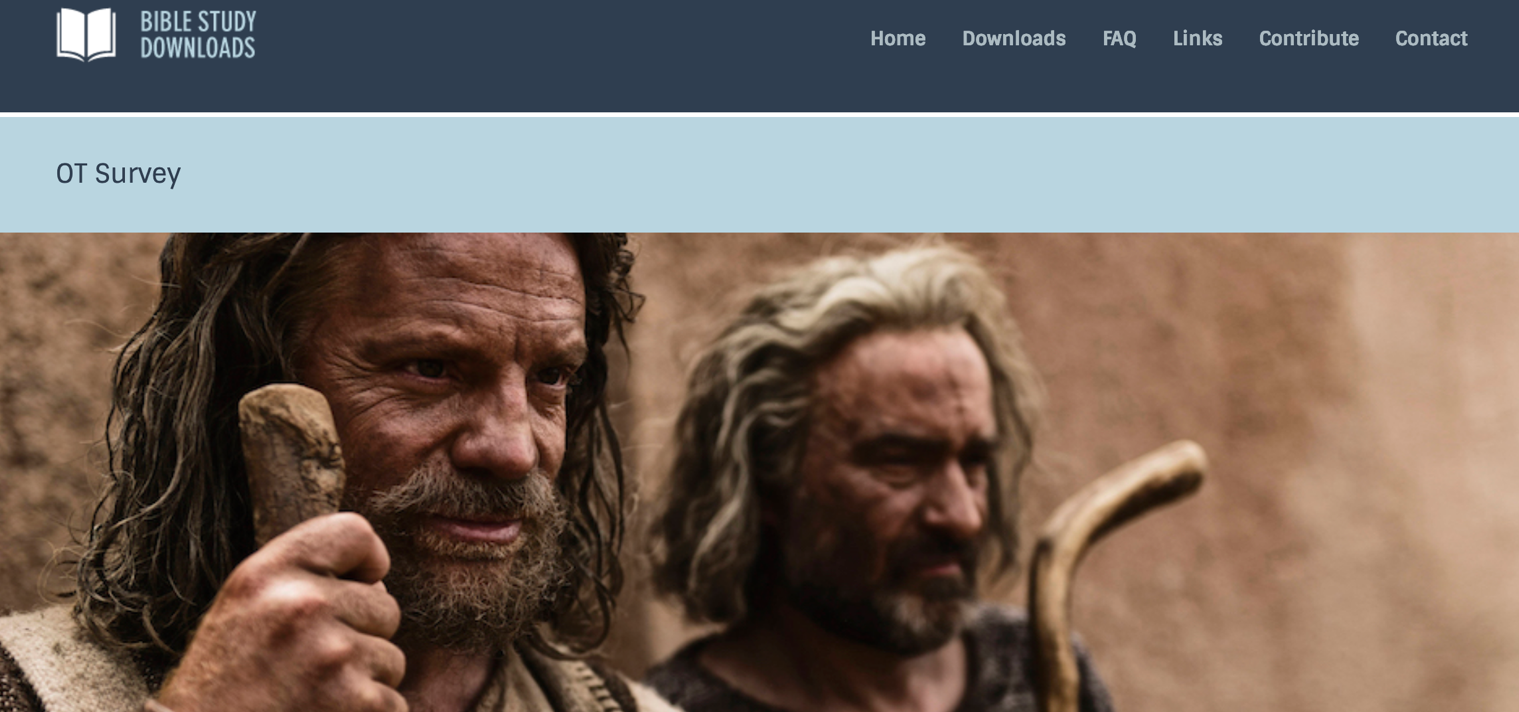 BIBLE STUDY
DOWNLOADS
Home Downloads FAQ Links Contribute Contact
OT Survey